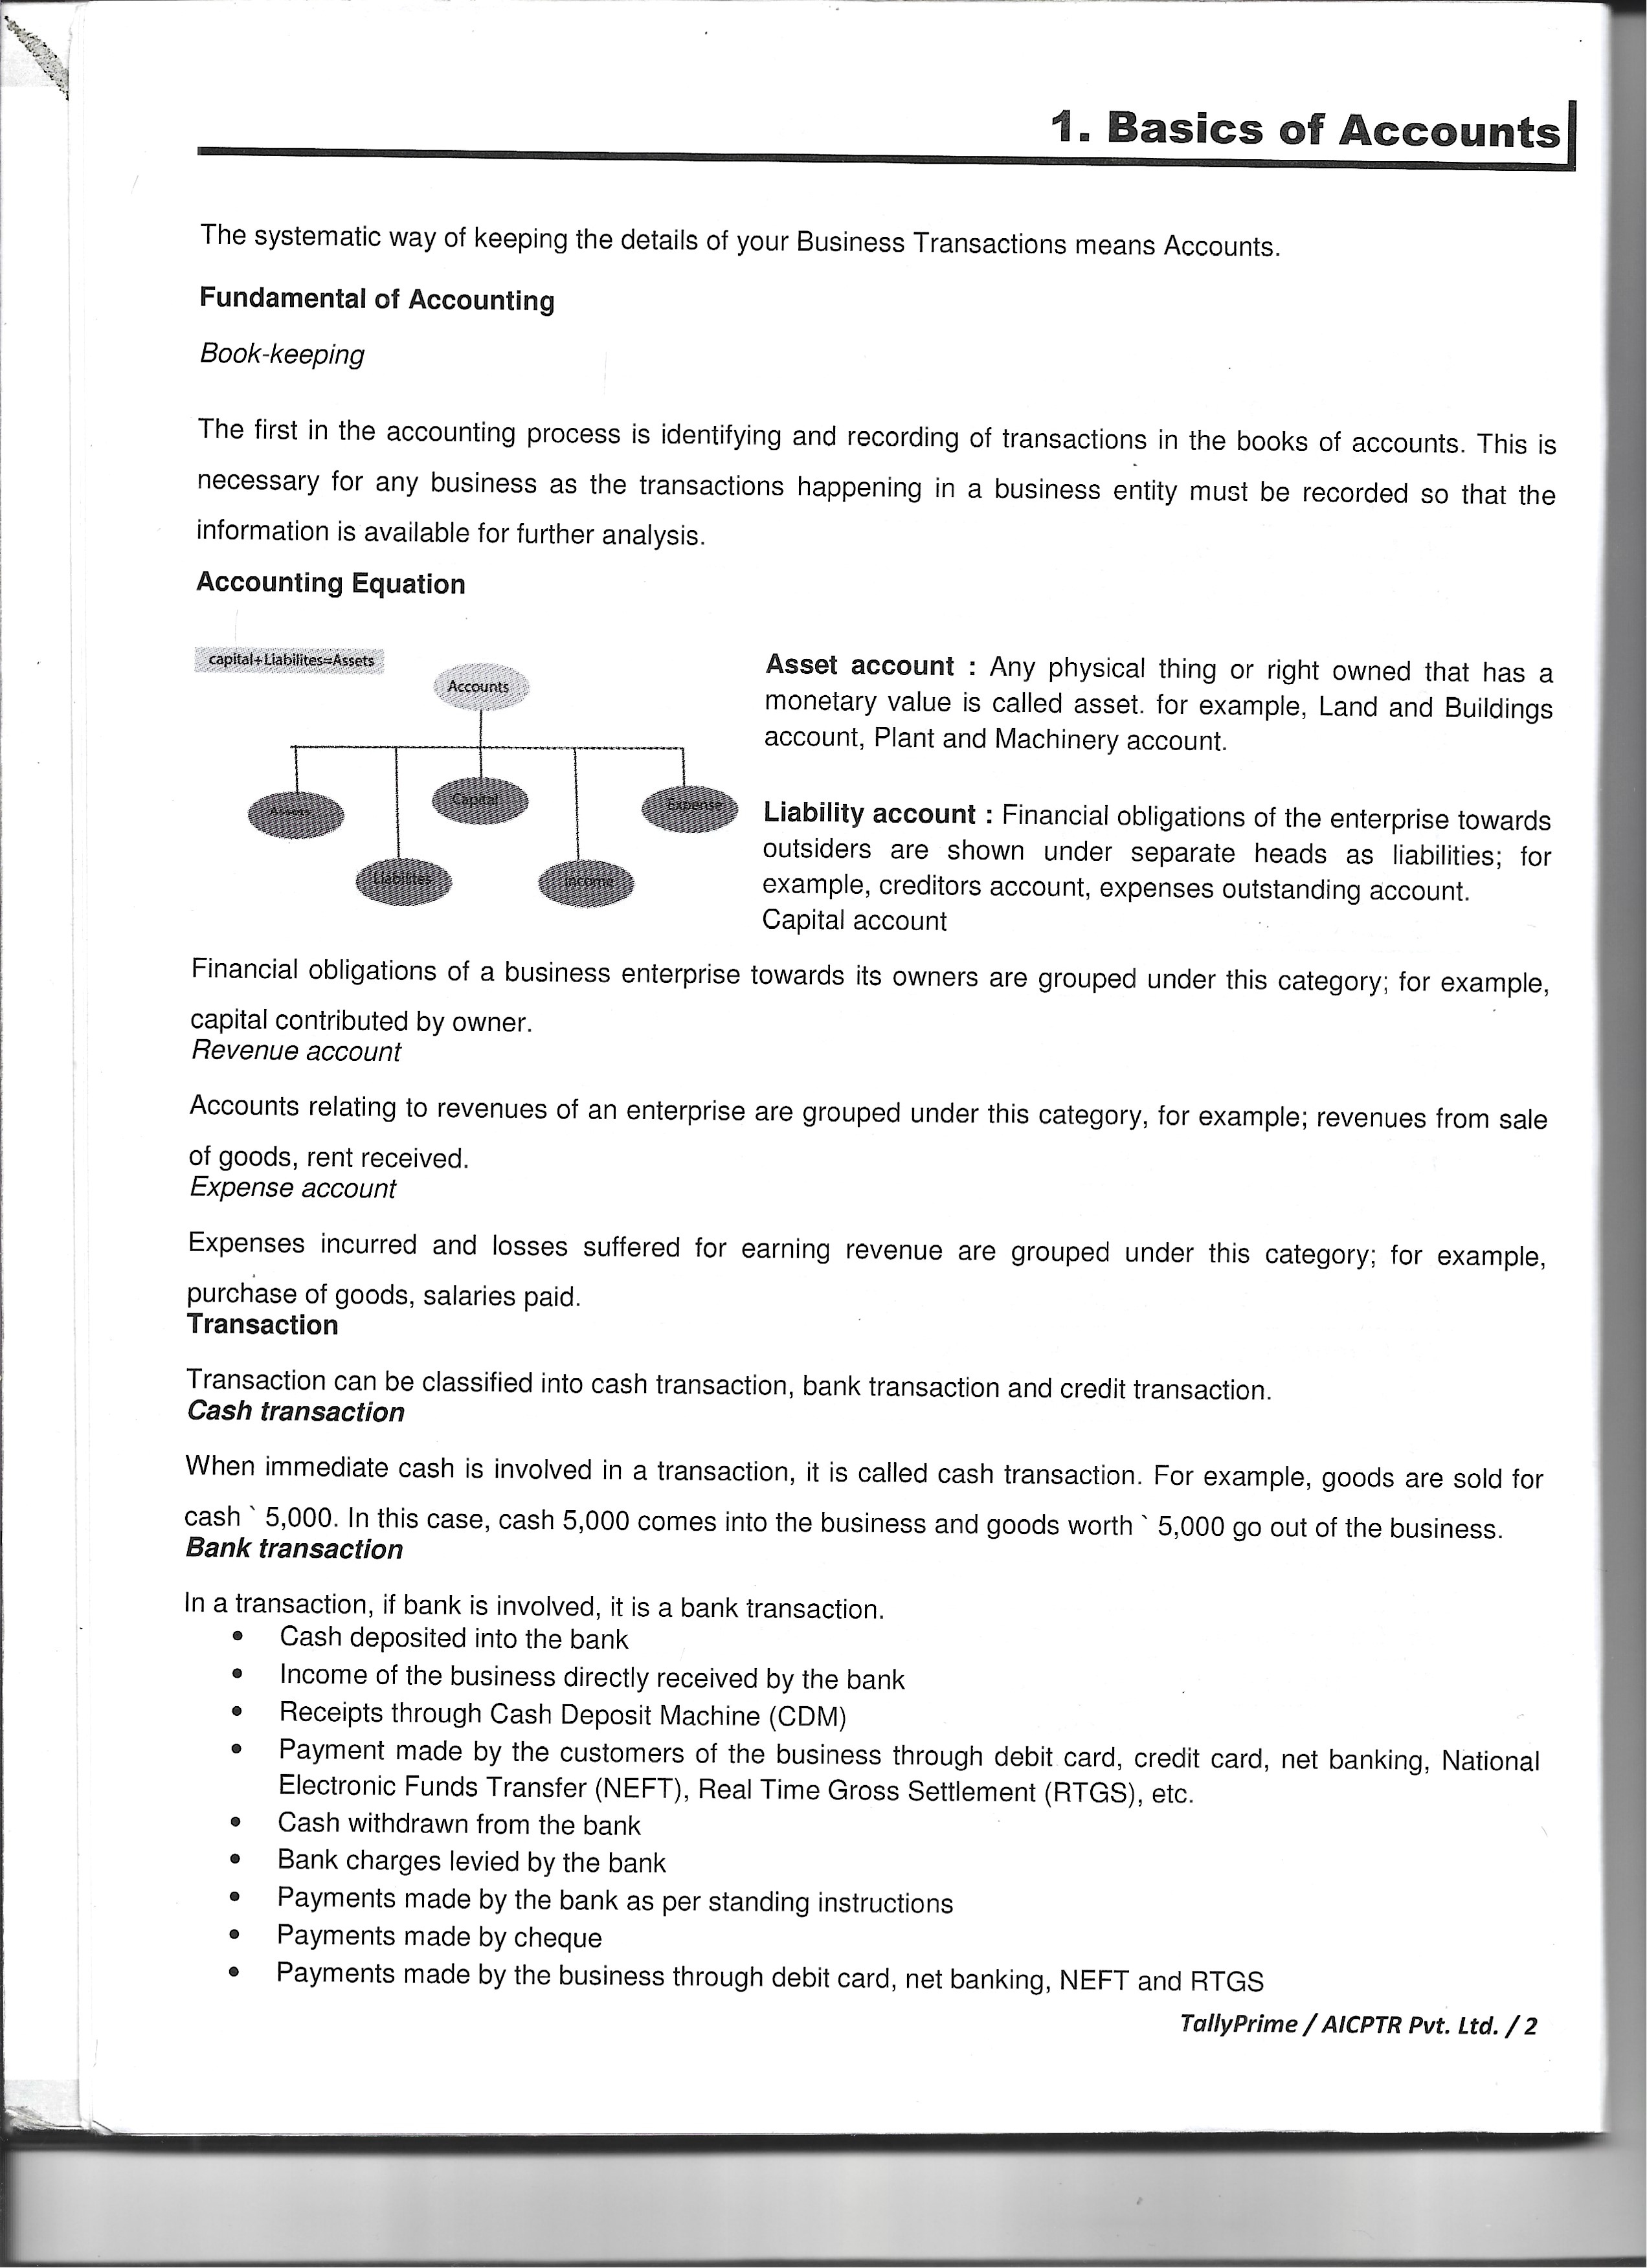 1. Basics of Accounts
The systematic way of keeping the details of your Business Transactions means Accounts.
Fundamental of Accounting
Book-keeping
The first in the accounting process is identifying and recording of transactions in the books of accounts. This is
necessary for any business as the transactions happening in a business entity must be recorded so that the
information is available for further analysis.
Accounting Equation
capital+Liabilites=Assets
Accounts
Assets
Liabilites
Capital
income
Expense
Asset account : Any physical thing or right owned that has a
monetary value is called asset. for example, Land and Buildings
account, Plant and Machinery account.
Liability account : Financial obligations of the enterprise towards
outsiders are shown under separate heads as liabilities; for
example, creditors account, expenses outstanding account.
Capital account
Financial obligations of a business enterprise towards its owners are grouped under this category; for example,
capital contributed by owner.
Revenue account
Accounts relating to revenues of an enterprise are grouped under this category, for example; revenues from sale
of goods, rent received.
Expense account
Expenses incurred and losses suffered for earning revenue are grouped under this category; for example,
purchase of goods, salaries paid.
Transaction
Transaction can be classified into cash transaction, bank transaction and credit transaction.
Cash transaction
When immediate cash is involved in a transaction, it is called cash transaction. For example, goods are sold for
cash ` 5,000. In this case, cash 5,000 comes into the business and goods worth ` 5,000 go out of the business.
Bank transaction
In a transaction, if bank is involved, it is a bank transaction.
• Cash deposited into the bank
• Income of the business directly received by the bank
• Receipts through Cash Deposit Machine (CDM)
• Payment made by the customers of the business through debit card, credit card, net banking, National
Electronic Funds Transfer (NEFT), Real Time Gross Settlement (RTGS), etc.
• Cash withdrawn from the bank
• Bank charges levied by the bank
• Payments made by the bank as per standing instructions
• Payments made by cheque
• Payments made by the business through debit card, net banking, NEFT and RTGS
TallyPrime / AICPTR Pvt. Ltd. / 2